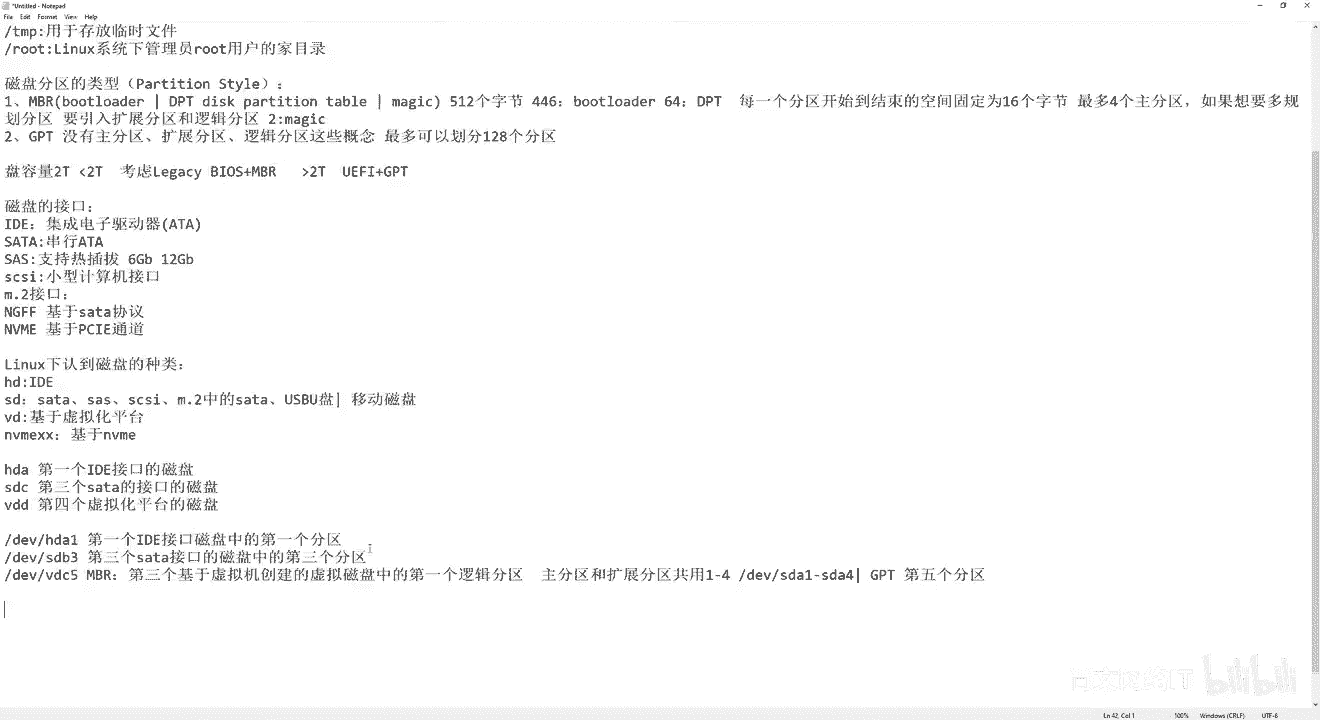 *Untitled - Notepad
File Edit Format View Help
/tmp:用于存放临时文件
/root:Linux系统下管理员root用户的家目录
磁盘分区的类型（Partition Style）：
1、MBR(bootloader | DPT disk partition table | magic) 512个字节 446：bootloader 64：DPT 每一个分区开始到结束的空间固定为16个字节 最多4个主分区，如果想要多规
划分区 要引入扩展分区和逻辑分区 2:magic
2、GPT 没有主分区、扩展分区、逻辑分区这些概念 最多可以划分128个分区
盘容量2T <2T 考虑Legacy BIOS+MBR >2T UEFI+GPT
磁盘的接口：
IDE：集成电子驱动器(ATA)
SATA:串行ATA
SAS:支持热插拔 6Gb 12Gb
scsi:小型计算机接口
m.2接口：
NGFF 基于sata协议
NVME 基于PCIE通道
Linux下认到磁盘的种类：
hd:IDE
sd：sata、sas、scsi、m.2中的sata、USBU盘| 移动磁盘
vd:基于虚拟化平台
nvmexx：基于nvme
hda 第一个IDE接口的磁盘
sdc 第三个sata的接口的磁盘
vdd 第四个虚拟化平台的磁盘
/dev/hda1 第一个IDE接口磁盘中的第一个分区
/dev/sdb3 第三个sata接口的磁盘中的第三个分区
/dev/vdc5 MBR：第三个基于虚拟机创建的虚拟磁盘中的第一个逻辑分区 主分区和扩展分区共用1-4 /dev/sda1-sda4| GPT 第五个分区
bilibili
Ln 42, Col 1 100% Windows (CRLF) UTF-8